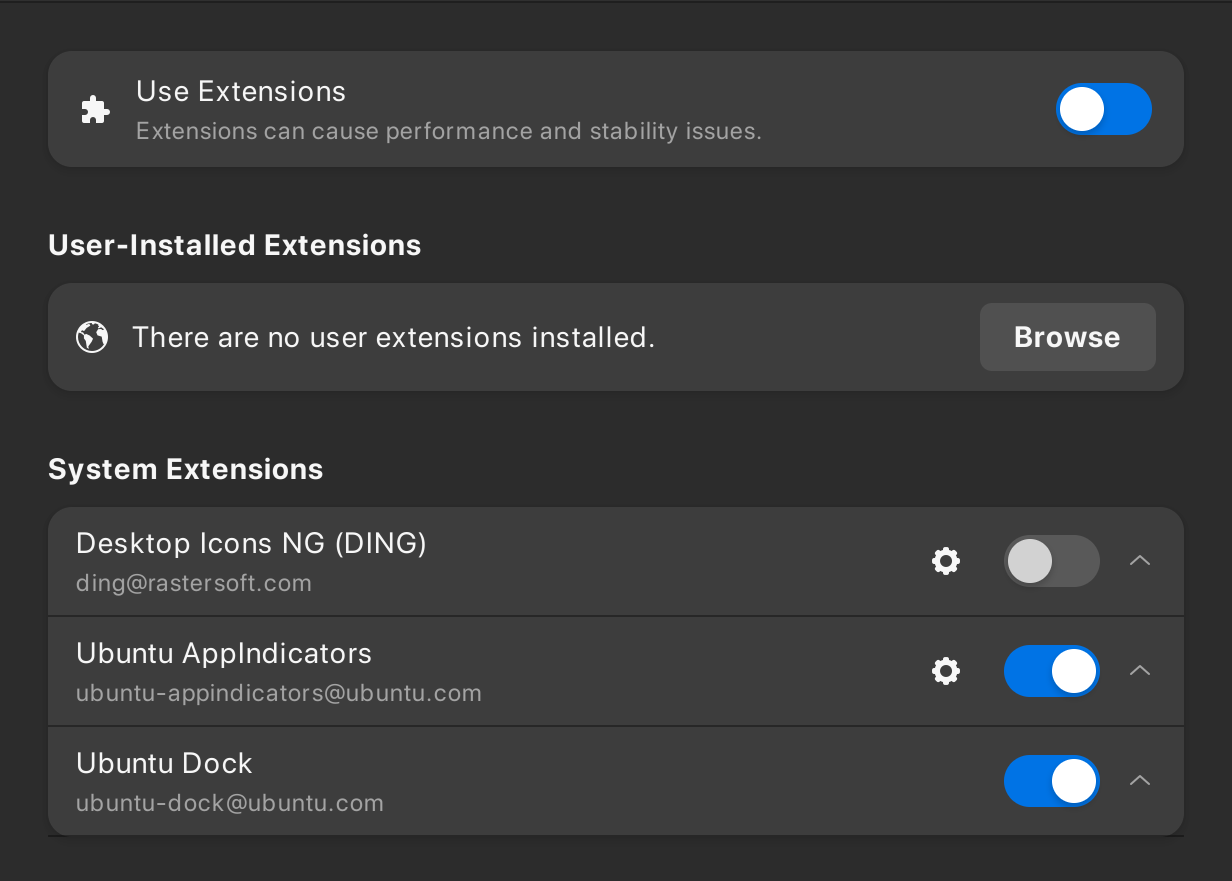 Use Extensions
Extensions can cause performance and stability issues.
User-Installed Extensions
There are no user extensions installed.
Browse
System Extensions
Desktop Icons NG (DING)
ding@rastersoft.com
Ubuntu AppIndicators
ubuntu-appindicators@ubuntu.com
Ubuntu Dock
ubuntu-dock@ubuntu.com